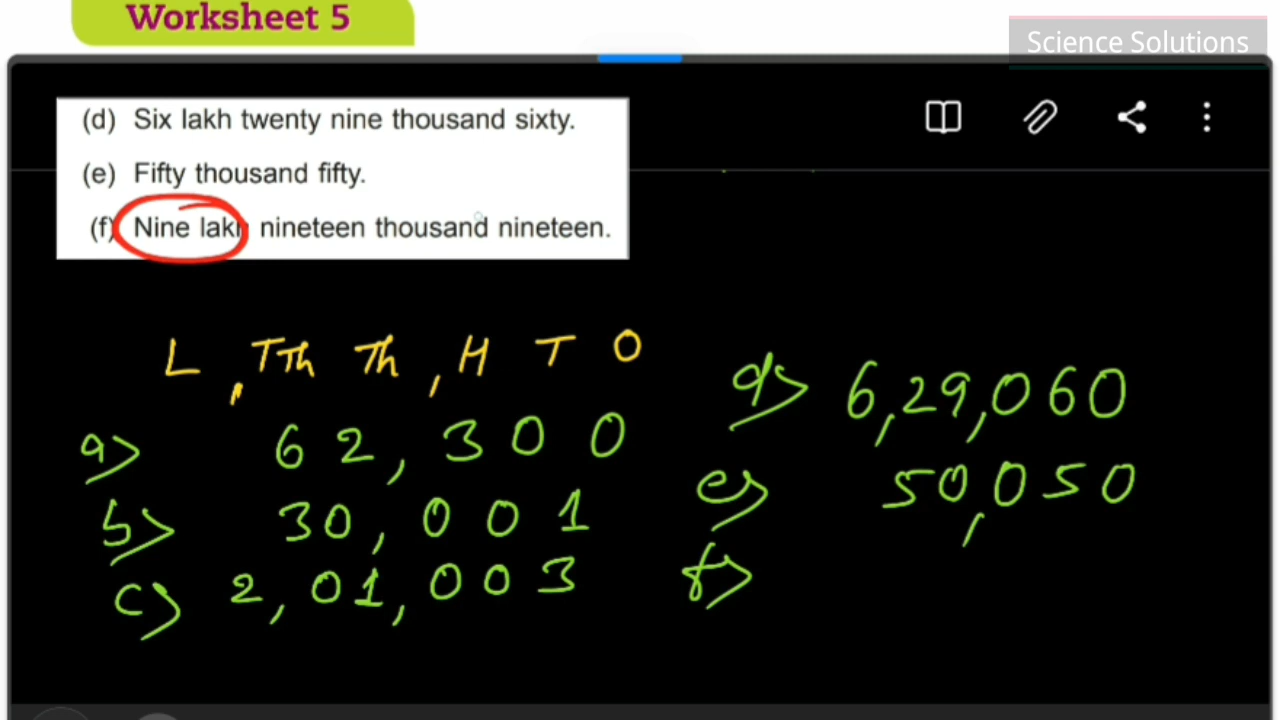 Worksheet 5
Science Solutions
(d) Six lakh twenty nine thousand sixty.
(e) Fifty thousand fifty.
(f) Nine lakh nineteen thousand nineteen.
L, TTh Th, H T O
a> 62,300
b> 30,001
c> 2,01,003
d> 6,29,060
e> 50,050
f>